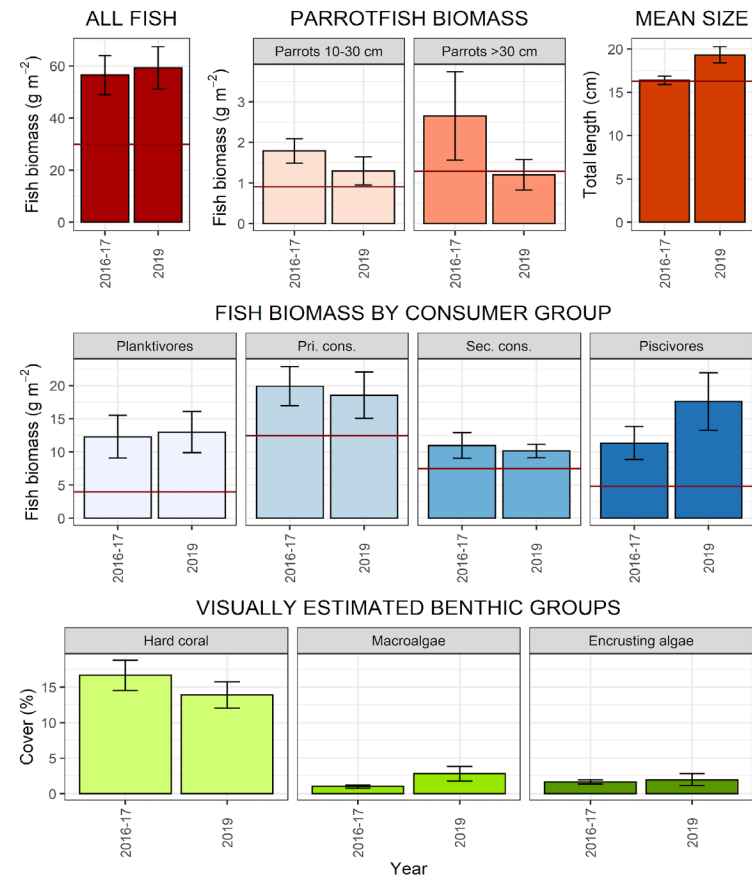 ALL FISH
PARROTFISH BIOMASS
MEAN SIZE
Fish biomass (g m⁻²)
60
40
20
0
2016-17
2019
Fish biomass (g m⁻²)
3
2
1
0
Parrots 10-30 cm
Parrots >30 cm
2016-17
2019
2016-17
2019
Total length (cm)
20
15
10
5
0
2016-17
2019
FISH BIOMASS BY CONSUMER GROUP
Planktivores
Pri. cons.
Sec. cons.
Piscivores
Fish biomass (g m⁻²)
20
15
10
5
0
2016-17
2019
2016-17
2019
2016-17
2019
2016-17
2019
VISUALLY ESTIMATED BENTHIC GROUPS
Hard coral
Macroalgae
Encrusting algae
Cover (%)
15
10
5
0
2016-17
2019
2016-17
2019
2016-17
2019
Year